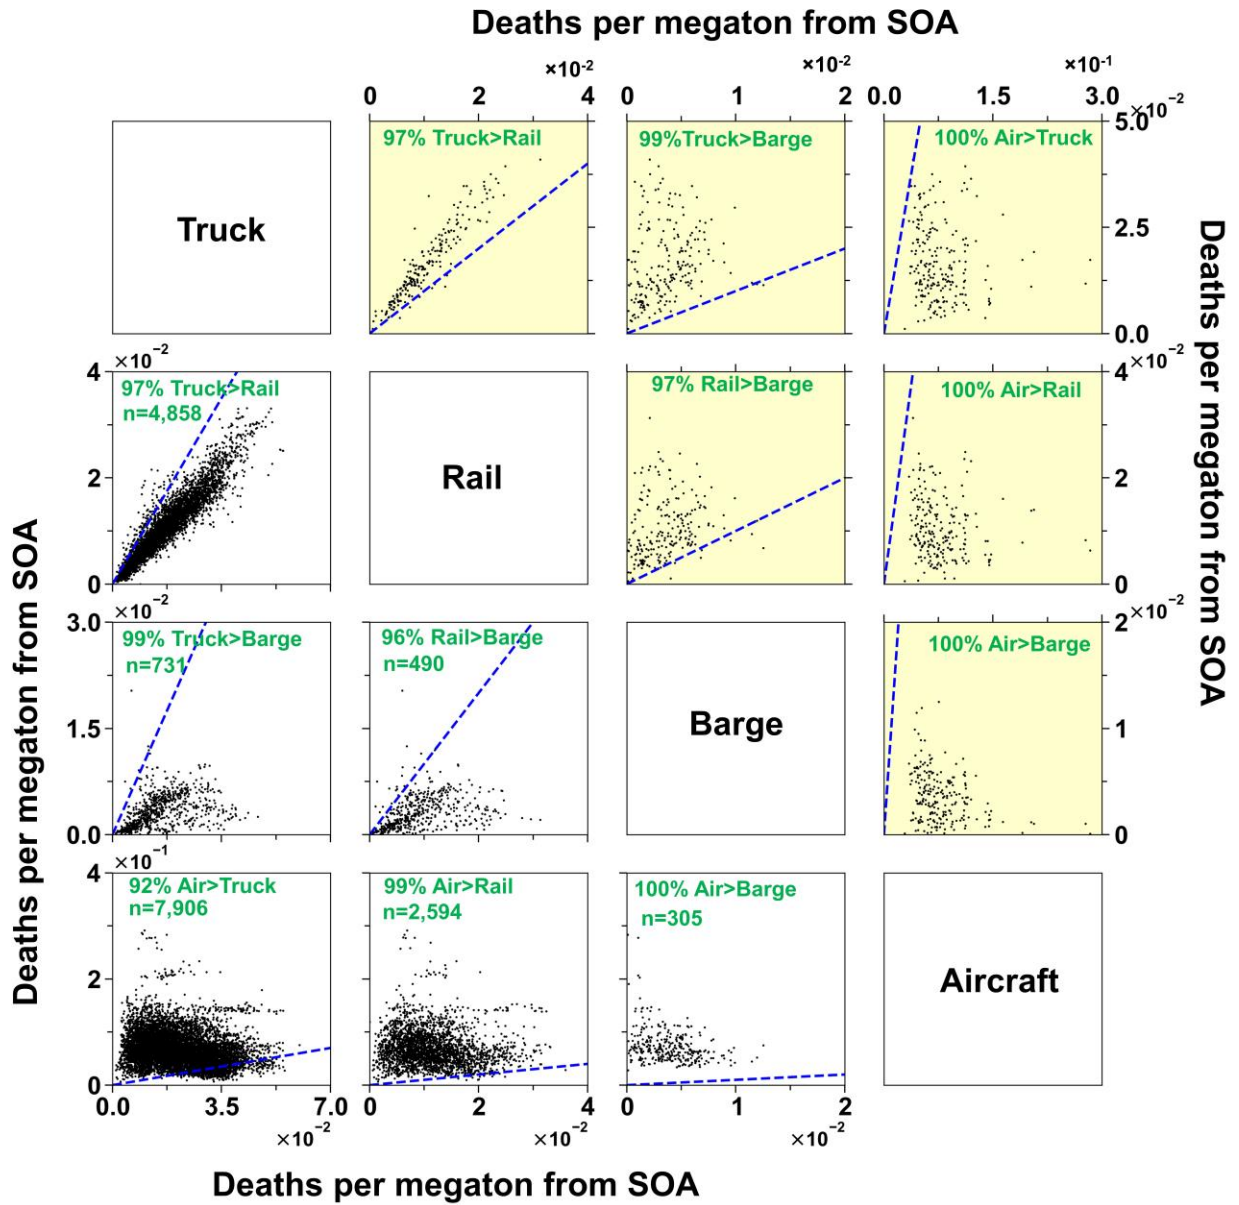 Deaths per megaton from SOA
×10⁻² ×10⁻² ×10⁻¹
0 2 4 0 1 2 0.0 1.5 3.0
×10⁻²
Truck
97% Truck>Rail
99%Truck>Barge
100% Air>Truck
5.0
2.5
0.0
Deaths per megaton from SOA
×10⁻²
4
2
0
97% Truck>Rail
n=4,858
Rail
97% Rail>Barge
100% Air>Rail
×10⁻²
4
2
0
Deaths per megaton from SOA
×10⁻²
3.0
1.5
0.0
99% Truck>Barge
n=731
96% Rail>Barge
n=490
Barge
100% Air>Barge
×10⁻²
2
1
0
×10⁻¹
4
2
0
92% Air>Truck
n=7,906
99% Air>Rail
n=2,594
100% Air>Barge
n=305
Aircraft
0.0 3.5 7.0 0 2 4 0 1 2
×10⁻² ×10⁻² ×10⁻²
Deaths per megaton from SOA